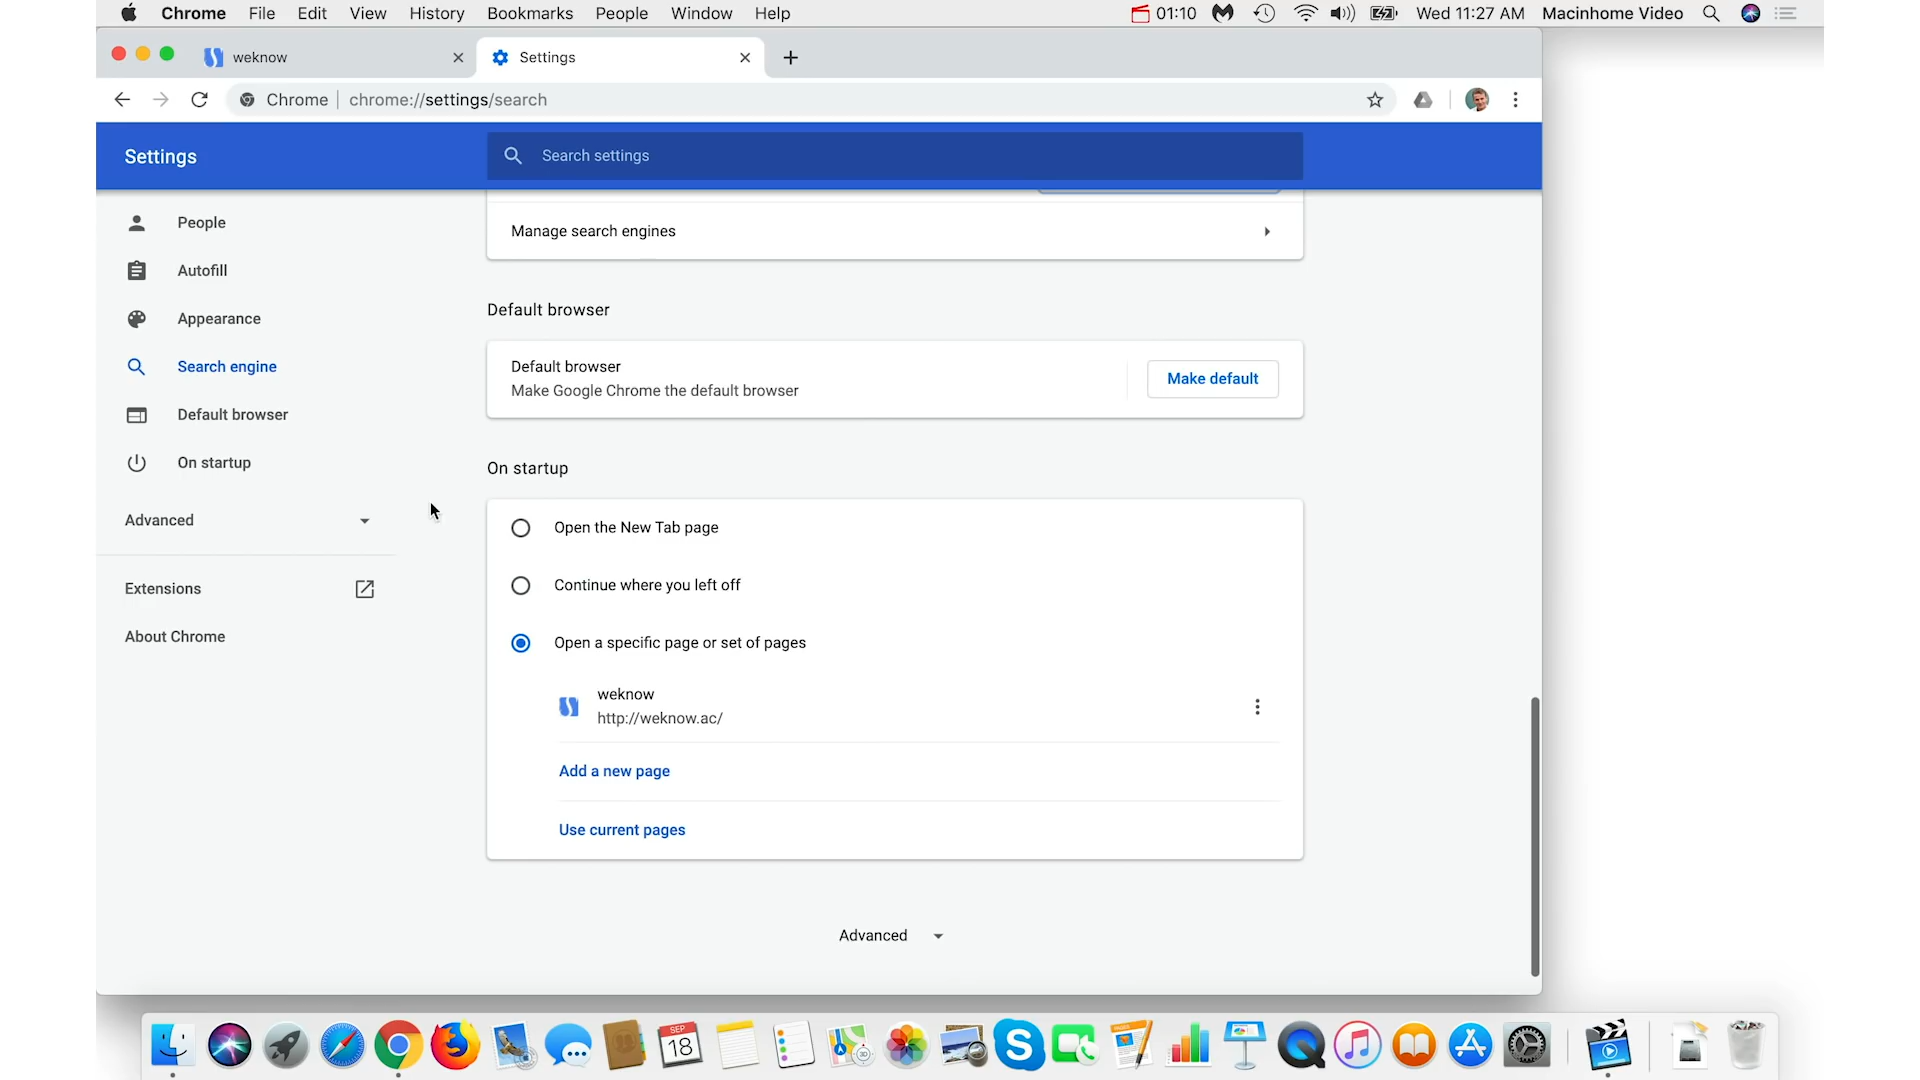 Chrome File Edit View History Bookmarks People Window Help 01:10 Wed 11:27 AM Macinhome Video
weknow Settings
Chrome chrome://settings/search
Settings Search settings
People
Autofill
Appearance
Search engine
Default browser
On startup
Advanced
Extensions
About Chrome
Manage search engines
Default browser
Default browser
Make Google Chrome the default browser
Make default
On startup
Open the New Tab page
Continue where you left off
Open a specific page or set of pages
weknow
http://weknow.ac/
Add a new page
Use current pages
Advanced
SEP
18